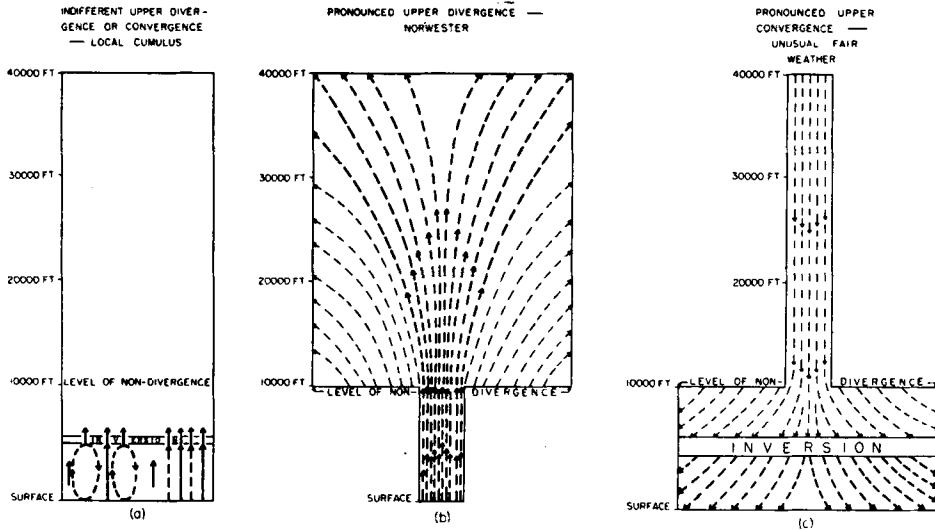 INDIFFERENT UPPER DIVER-
GENCE OR CONVERGENCE
— LOCAL CUMULUS
40000 FT
30000 FT
20000 FT
10000 FT
LEVEL OF NON-DIVERGENCE
SURFACE
(a)
PRONOUNCED UPPER DIVERGENCE —
NORWESTER
40000 FT
30000 FT
20000 FT
10000 FT
LEVEL OF NON-DIVERGENCE
SURFACE
(b)
PRONOUNCED UPPER
CONVERGENCE —
UNUSUAL FAIR
WEATHER
40000 FT
30000 FT
20000 FT
10000 FT
LEVEL OF NON-DIVERGENCE
INVERSION
SURFACE
(c)